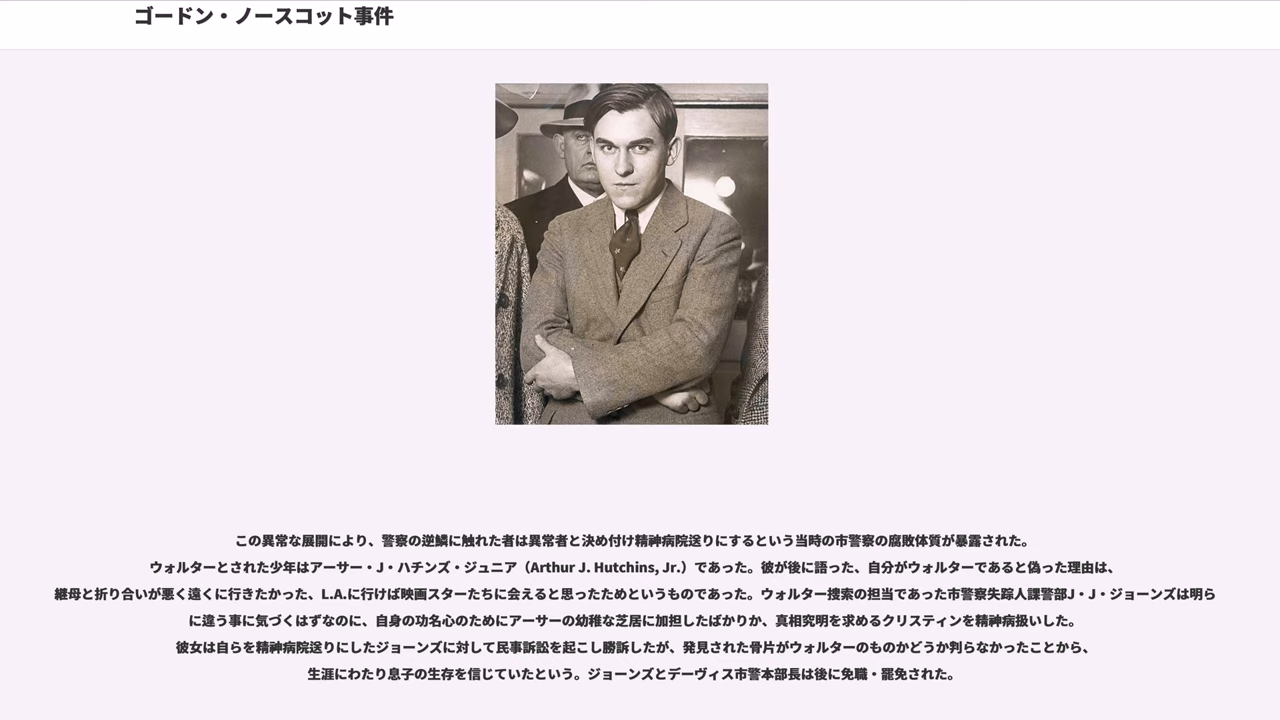 ゴードン・ノースコット事件
この異常な展開により、警察の逆鱗に触れた者は異常者と決め付け精神病院送りにするという当時の市警察の腐敗体質が暴露された。
ウォルターとされた少年はアーサー・J・ハチンズ・ジュニア（Arthur J. Hutchins, Jr.）であった。彼が後に語った、自分がウォルターであると偽った理由は、
継母と折り合いが悪く遠くに行きたかった、L.A.に行けば映画スターたちに会えると思ったためというものであった。ウォルター捜索の担当であった市警察失踪人課警部J・J・ジョーンズは明ら
に違う事に気づくはずなのに、自身の功名心のためにアーサーの幼稚な芝居に加担したばかりか、真相究明を求めるクリスティンを精神病扱いした。
彼女は自らを精神病院送りにしたジョーンズに対して民事訴訟を起こし勝訴したが、発見された骨片がウォルターのものかどうか判らなかったことから、
生涯にわたり息子の生存を信じていたという。ジョーンズとデーヴィス市警本部長は後に免職・罷免された。